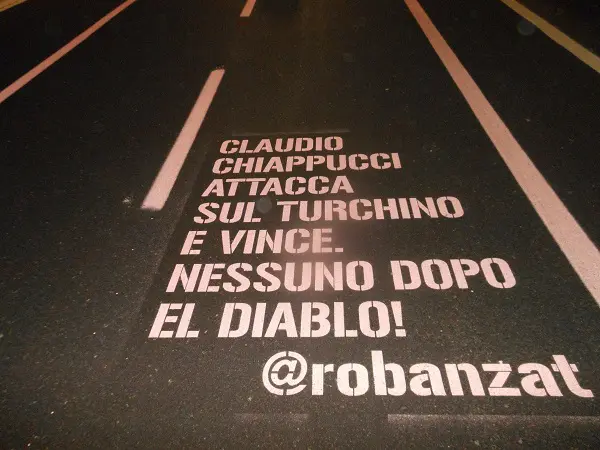 CLAUDIO
CHIAPPUCCI
ATTACCA
SUL TURCHINO
E VINCE.
NESSUNO DOPO
EL DIABLO!
@robanzat